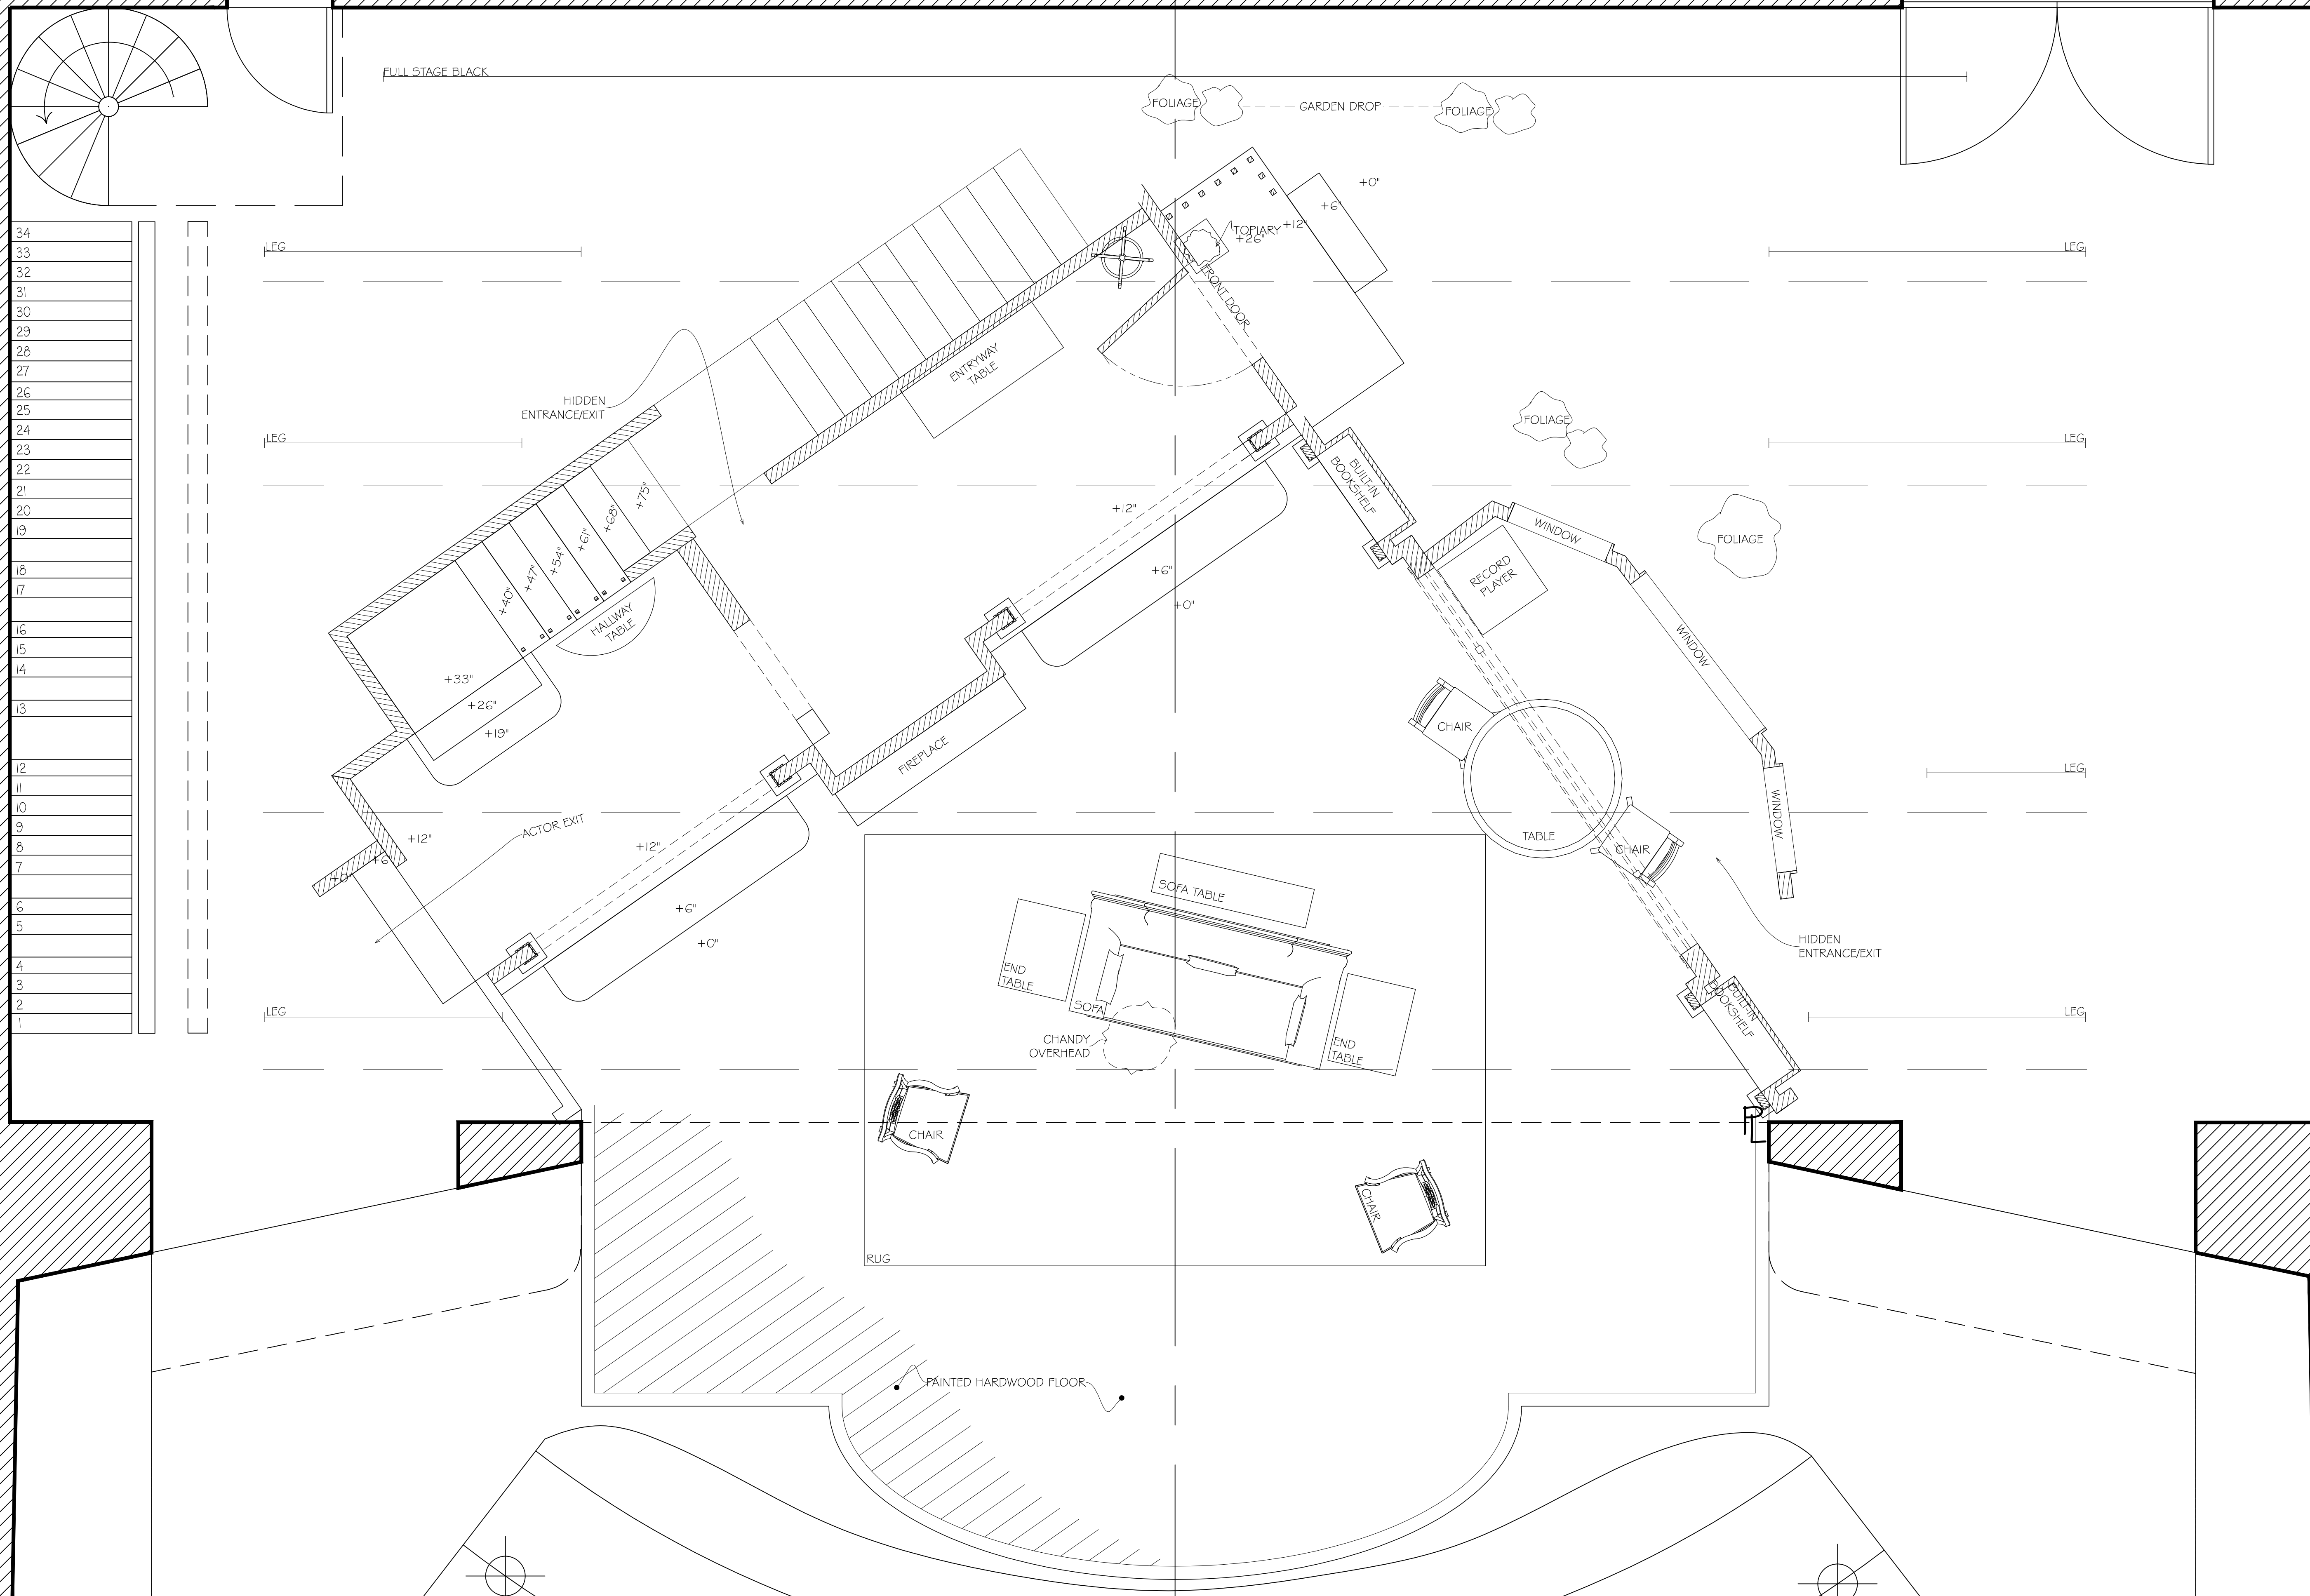 FULL STAGE BLACK
FOLIAGE
GARDEN DROP
FOLIAGE
+0"
+6"
+12"
TOPIARY
+26"
FRONT DOOR
34
33
32
31
30
29
28
27
26
25
24
23
22
21
20
19
18
17
16
15
14
13
12
11
10
9
8
7
6
5
4
3
2
1
LEG
LEG
LEG
LEG
LEG
LEG
LEG
HIDDEN
ENTRANCE/EXIT
ENTRYWAY
TABLE
FOLIAGE
FOLIAGE
BUILT-IN
BOOKSHELF
WINDOW
WINDOW
WINDOW
RECORD
PLAYER
+75"
+68"
+61"
+54"
+47"
+40"
HALLWAY
TABLE
+33"
+26"
+19"
+12"
+6"
+0"
FIREPLACE
CHAIR
TABLE
CHAIR
+12"
+6"
+0"
ACTOR EXIT
+12"
+6"
+0"
HIDDEN
ENTRANCE/EXIT
BUILT-IN
BOOKSHELF
SOFA TABLE
END
TABLE
SOFA
END
TABLE
CHANDY
OVERHEAD
CHAIR
CHAIR
RUG
PL
PAINTED HARDWOOD FLOOR